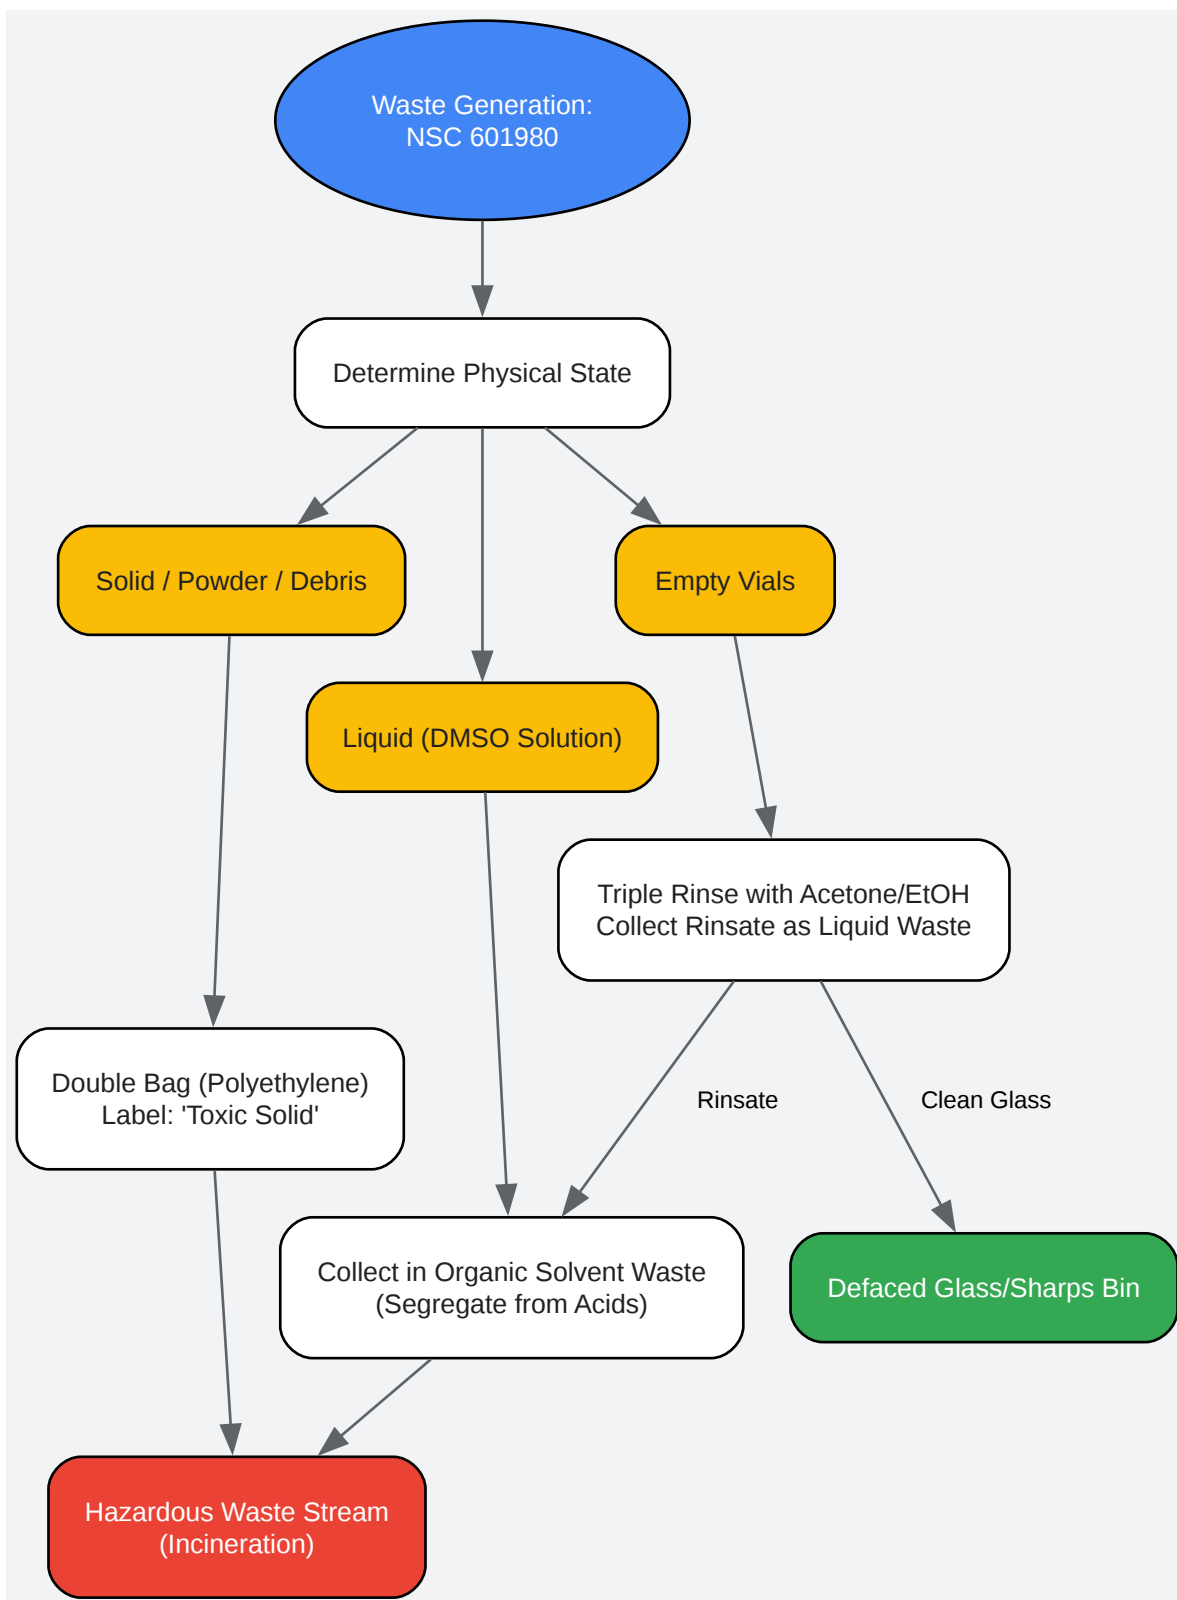 Waste Generation:
NSC 601980
Determine Physical State
Solid / Powder / Debris
Empty Vials
Liquid (DMSO Solution)
Triple Rinse with Acetone/EtOH
Collect Rinsate as Liquid Waste
Double Bag (Polyethylene)
Label: 'Toxic Solid'
Rinsate
Clean Glass
Collect in Organic Solvent Waste
(Segregate from Acids)
Defaced Glass/Sharps Bin
Hazardous Waste Stream
(Incineration)